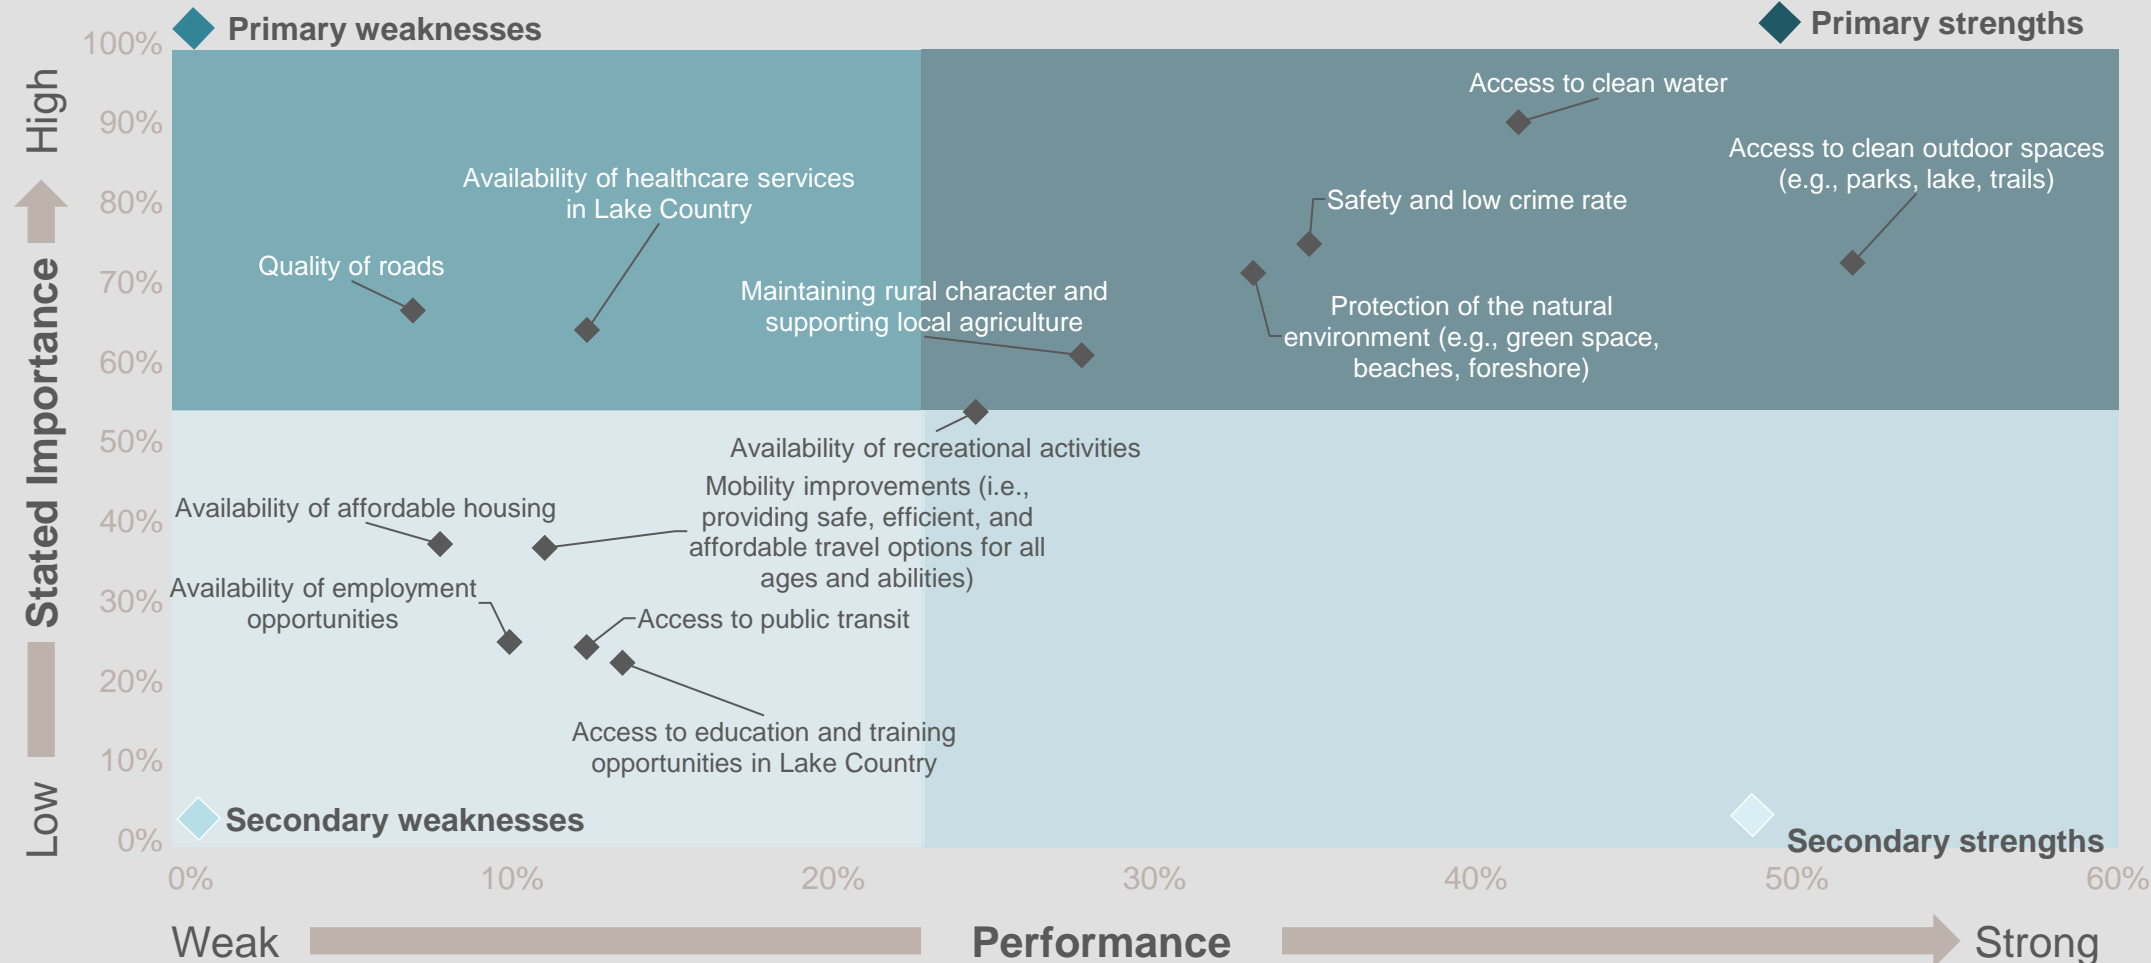 Primary weaknesses
Primary strengths
100%
90%
80%
70%
60%
50%
40%
30%
20%
10%
0%
High
Stated Importance
Low
Access to clean water
Access to clean outdoor spaces
(e.g., parks, lake, trails)
Availability of healthcare services
in Lake Country
Safety and low crime rate
Quality of roads
Maintaining rural character and
supporting local agriculture
Protection of the natural
environment (e.g., green space,
beaches, foreshore)
Availability of recreational activities
Mobility improvements (i.e.,
providing safe, efficient, and
affordable travel options for all
ages and abilities)
Availability of affordable housing
Availability of employment
opportunities
Access to public transit
Access to education and training
opportunities in Lake Country
Secondary weaknesses
Secondary strengths
0%
10%
20%
30%
40%
50%
60%
Weak
Performance
Strong